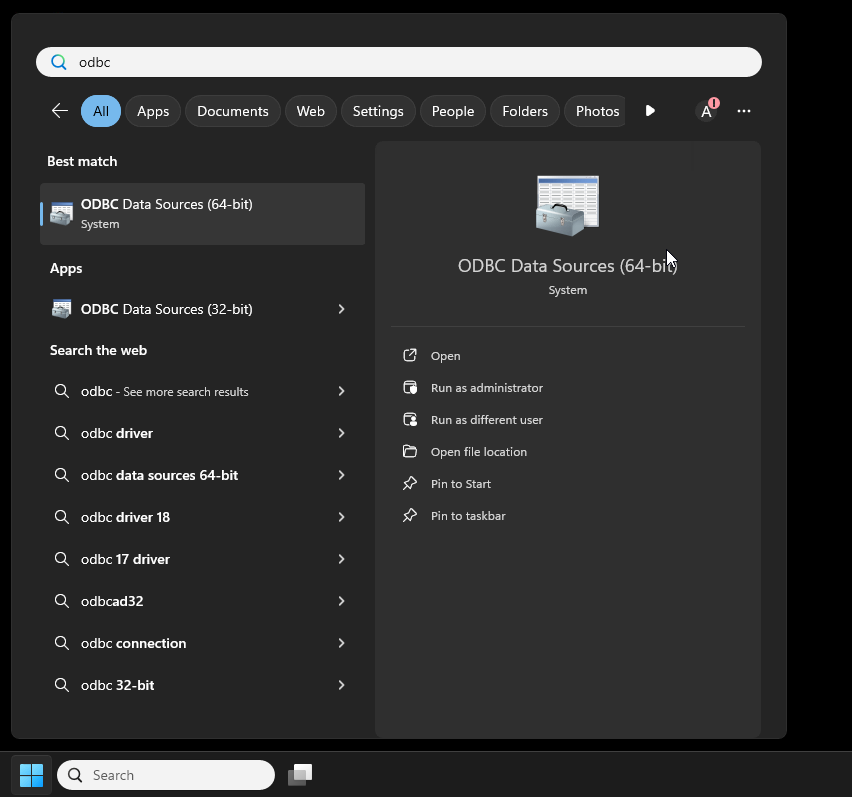 odbc
All Apps Documents Web Settings People Folders Photos A
Best match
ODBC Data Sources (64-bit)
System
Apps
ODBC Data Sources (32-bit)
Search the web
odbc - See more search results
odbc driver
odbc data sources 64-bit
odbc driver 18
odbc 17 driver
odbcad32
odbc connection
odbc 32-bit
ODBC Data Sources (64-bit)
System
Open
Run as administrator
Run as different user
Open file location
Pin to Start
Pin to taskbar
Search